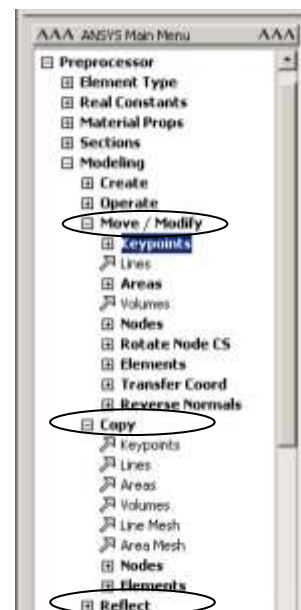 ANSYS Main Menu
Preprocessor
Element Type
Real Constants
Material Props
Sections
Modeling
Create
Operate
Move / Modify
Keypoints
Lines
Areas
Volumes
Nodes
Rotate Node CS
Elements
Transfer Coord
Reverse Normals
Copy
Keypoints
Lines
Areas
Volumes
Line Mesh
Area Mesh
Nodes
Elements
Reflect